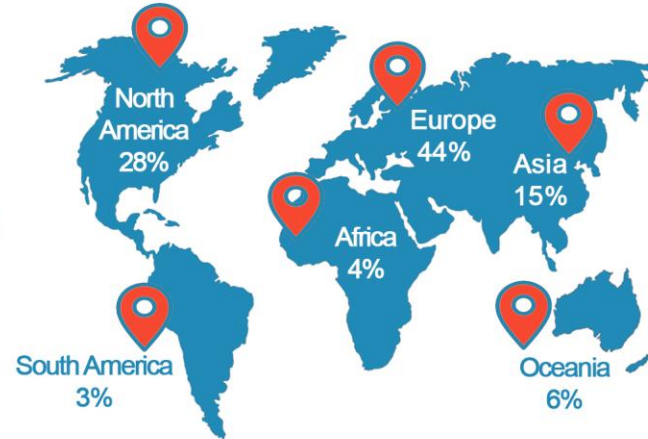 North
America
28%
Europe
44%
Asia
15%
Africa
4%
South America
3%
Oceania
6%